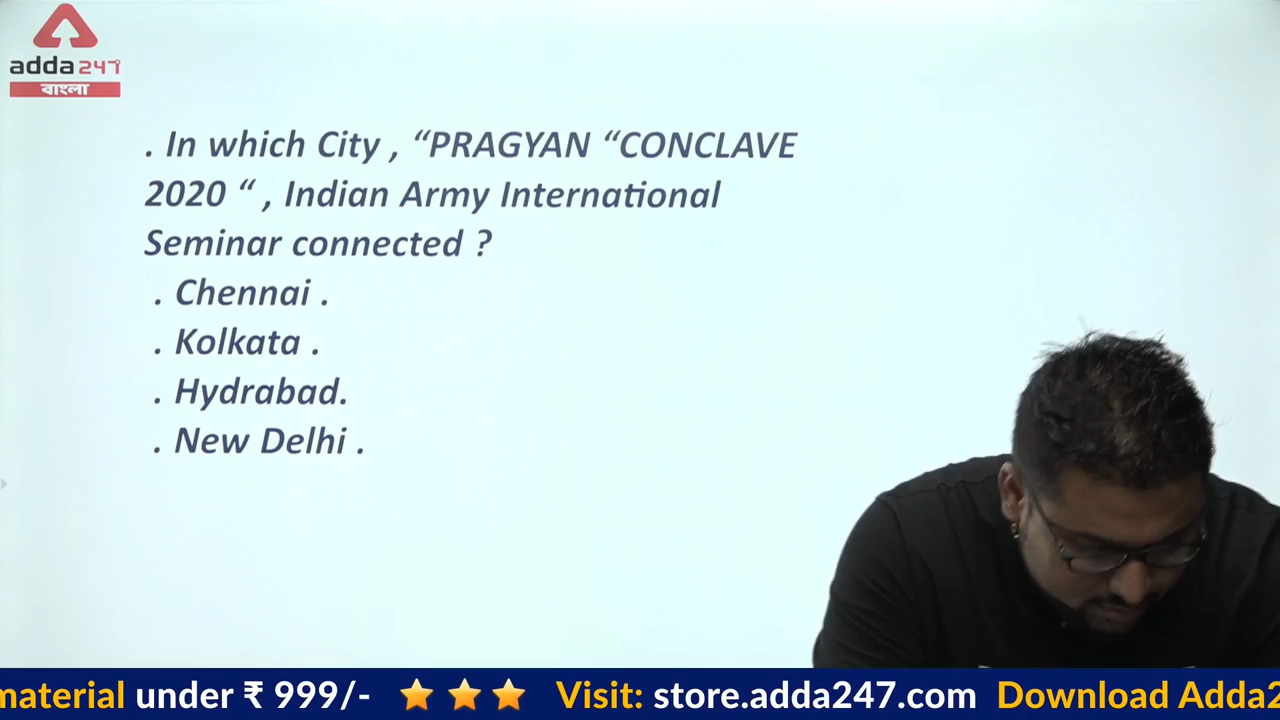 adda247
বাংলা
. In which City , “PRAGYAN “CONCLAVE
2020 “ , Indian Army International
Seminar connected ?
. Chennai .
. Kolkata .
. Hydrabad.
. New Delhi .
material under ₹ 999/- ⭐⭐⭐ Visit: store.adda247.com Download Adda2